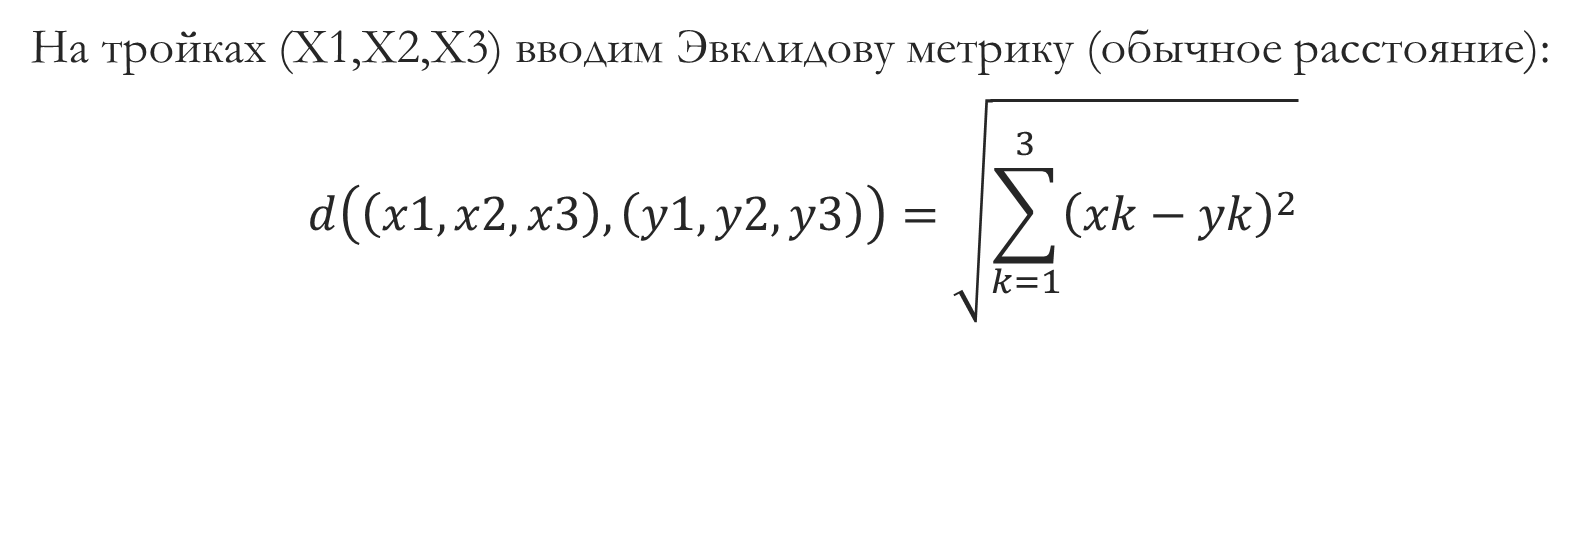 На тройках (X1,X2,X3) вводим Эвклидову метрику (обычное расстояние):
d((x1, x2, x3), (y1, y2, y3)) = √∑_{k=1}^{3}(xk − yk)²